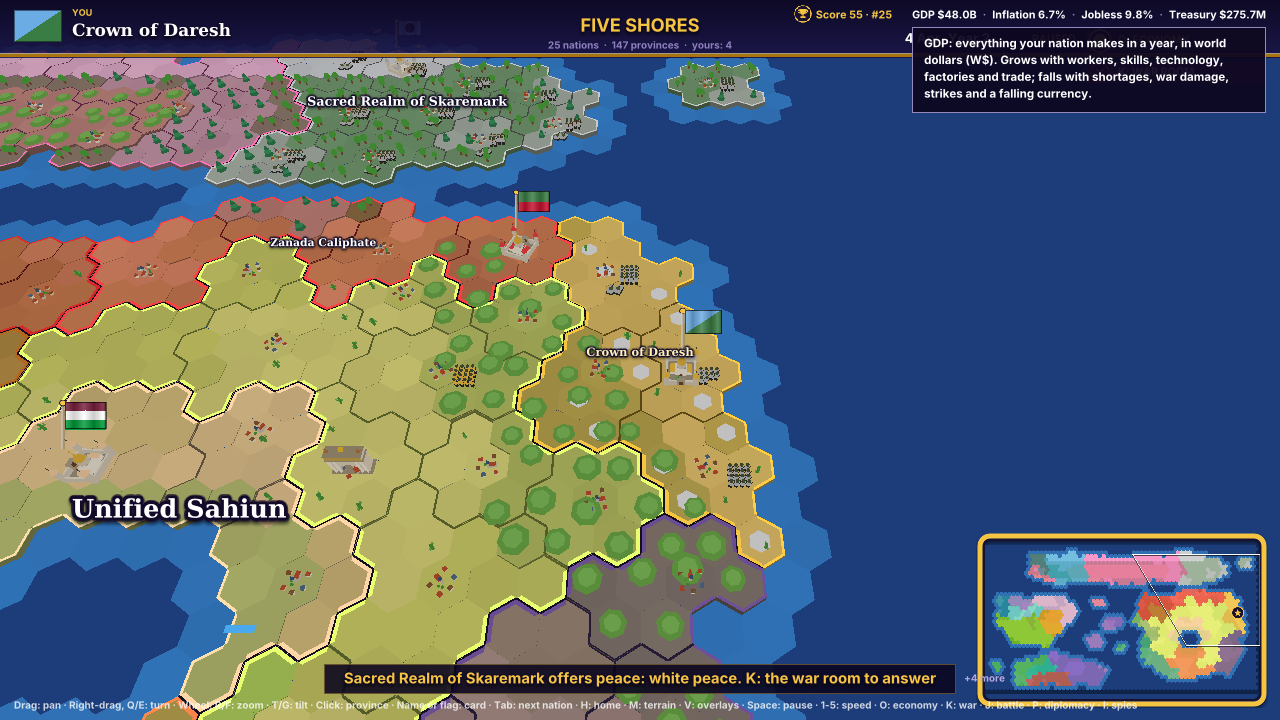 YOU
Crown of Daresh
FIVE SHORES
25 nations · 147 provinces · yours: 4
Score 55 · #25
GDP $48.0B · Inflation 6.7% · Jobless 9.8% · Treasury $275.7M
GDP: everything your nation makes in a year, in world
dollars (W$). Grows with workers, skills, technology,
factories and trade; falls with shortages, war damage,
strikes and a falling currency.
Sacred Realm of Skaremark
Zanada Caliphate
Crown of Daresh
Unified Sahiun
Sacred Realm of Skaremark offers peace: white peace. K: the war room to answer
+4 more
Drag: pan · Right-drag, Q/E: turn · Wheel, R/F: zoom · T/G: tilt · Click: province · Name or flag: card · Tab: next nation · H: home · M: terrain · V: overlays · Space: pause · 1-5: speed · O: economy · K: war · J: battle · P: diplomacy · I: spies